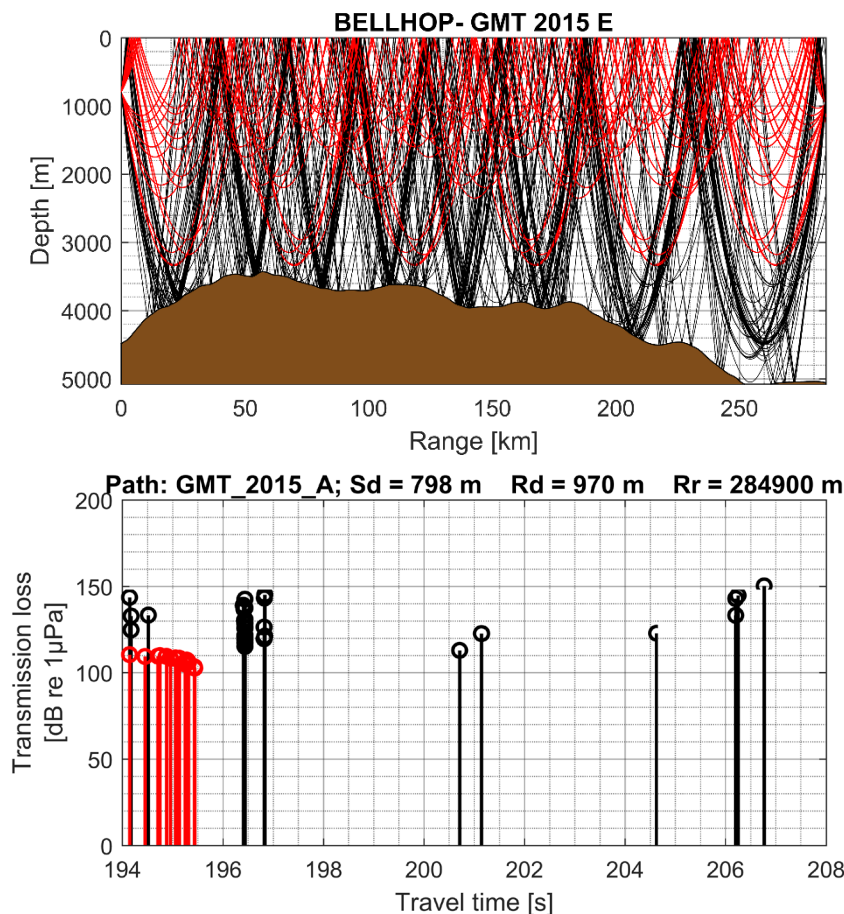 BELLHOP- GMT 2015 E
0
1000
2000
3000
4000
5000
Depth [m]
0 50 100 150 200 250
Range [km]
Path: GMT_2015_A; Sd = 798 m Rd = 970 m Rr = 284900 m
200
150
100
50
0
Transmission loss
[dB re 1µPa]
194 196 198 200 202 204 206 208
Travel time [s]